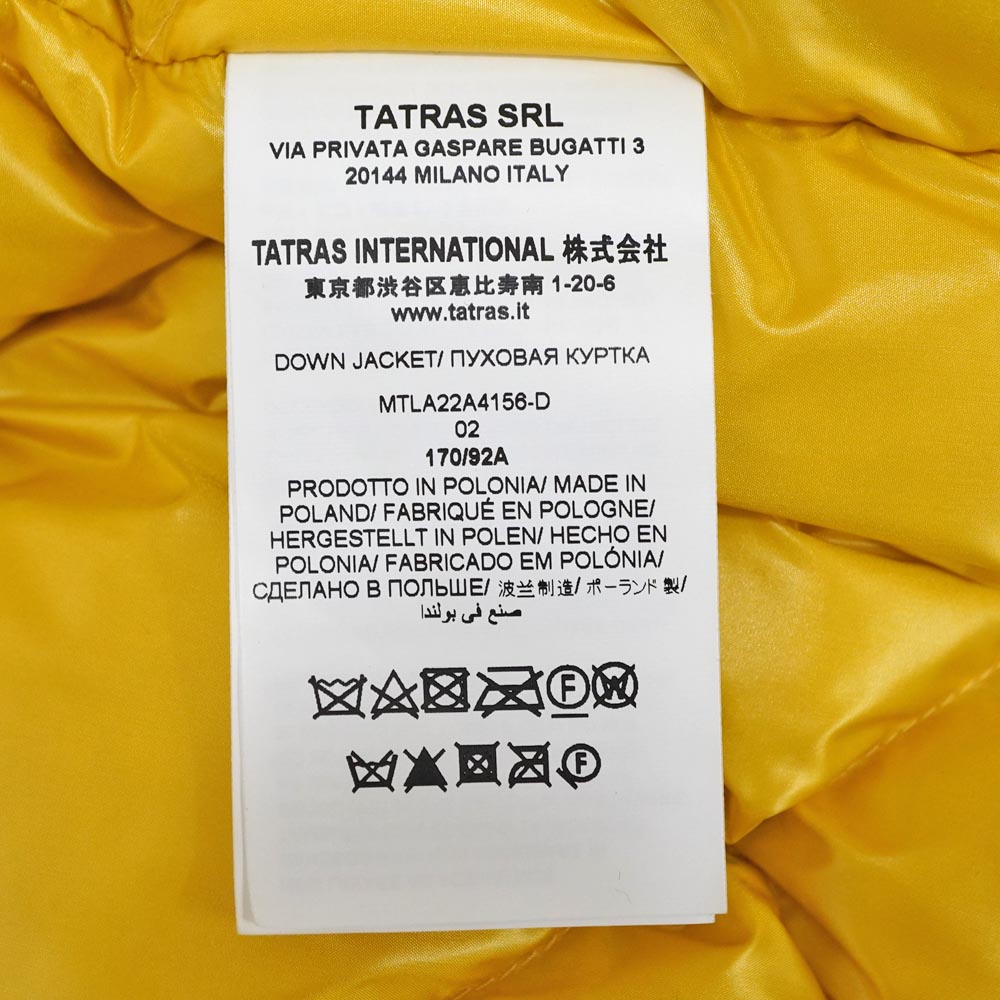 TATRAS SRL
VIA PRIVATA GASPARE BUGATTI 3
20144 MILANO ITALY
TATRAS INTERNATIONAL 株式会社
東京都渋谷区恵比寿南 1-20-6
www.tatras.it
DOWN JACKET/ ПУХОВАЯ КУРТКА
MTLA22A4156-D
02
170/92A
PRODOTTO IN POLONIA/ MADE IN
POLAND/ FABRIQUÉ EN POLOGNE/
HERGESTELLT IN POLEN/ HECHO EN
POLONIA/ FABRICADO EM POLÓNIA/
СДЕЛАНО В ПОЛЬШЕ/ 波兰制造/ ポーランド 製/
صنع في بولندا
F W
F